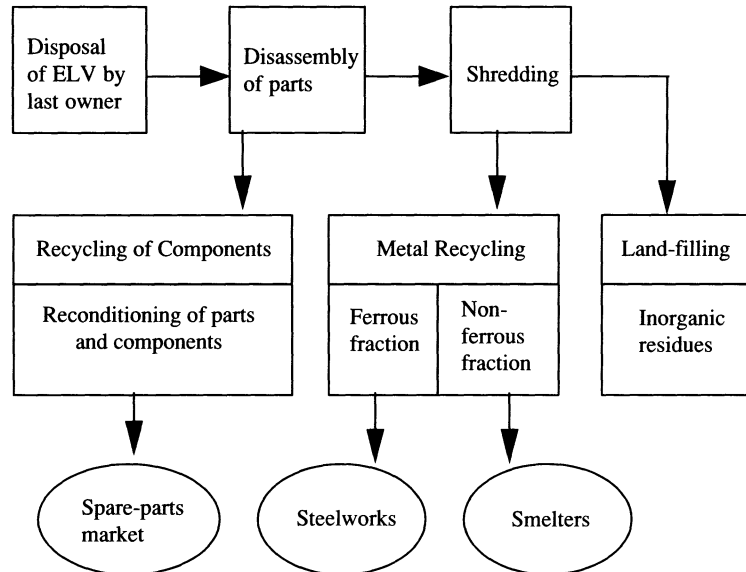 Disposal
of ELV by
last owner
Disassembly
of parts
Shredding
Recycling of Components
Metal Recycling
Land-filling
Reconditioning of parts
and components
Ferrous
fraction
Non-
ferrous
fraction
Inorganic
residues
Spare-parts
market
Steelworks
Smelters